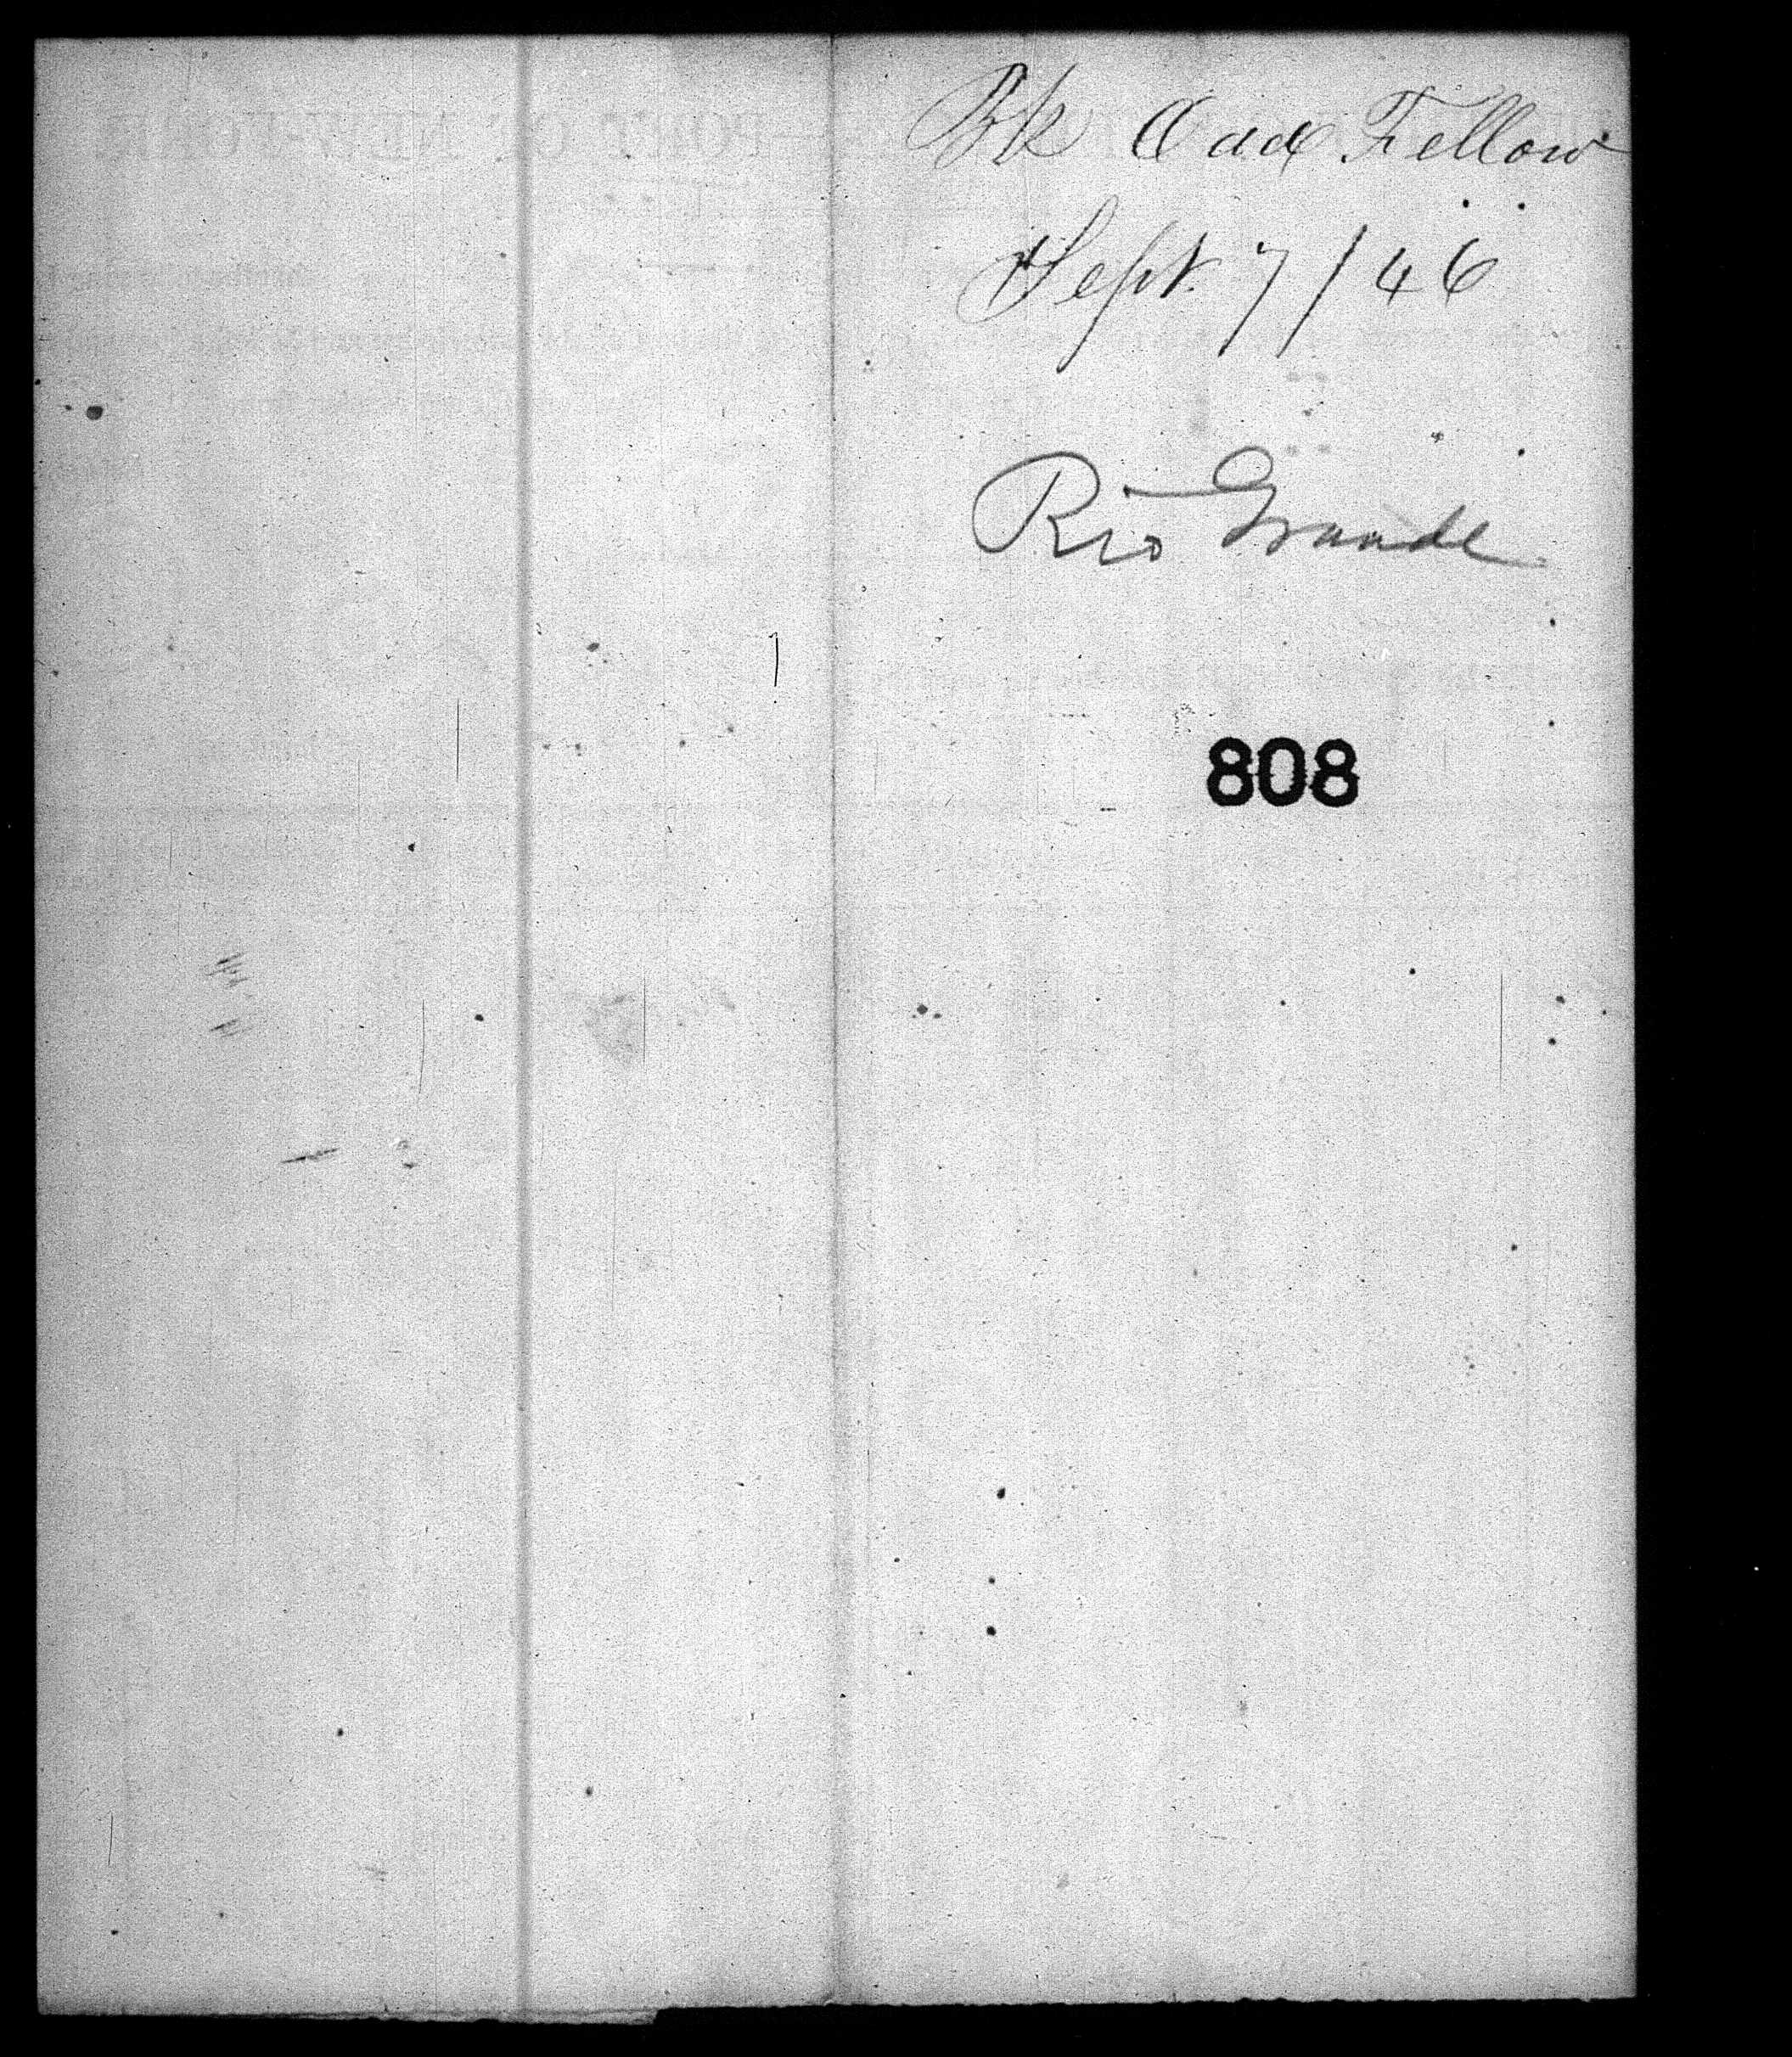 Bk Odd Fellow
Sept. 7/46
Rio Grande
808